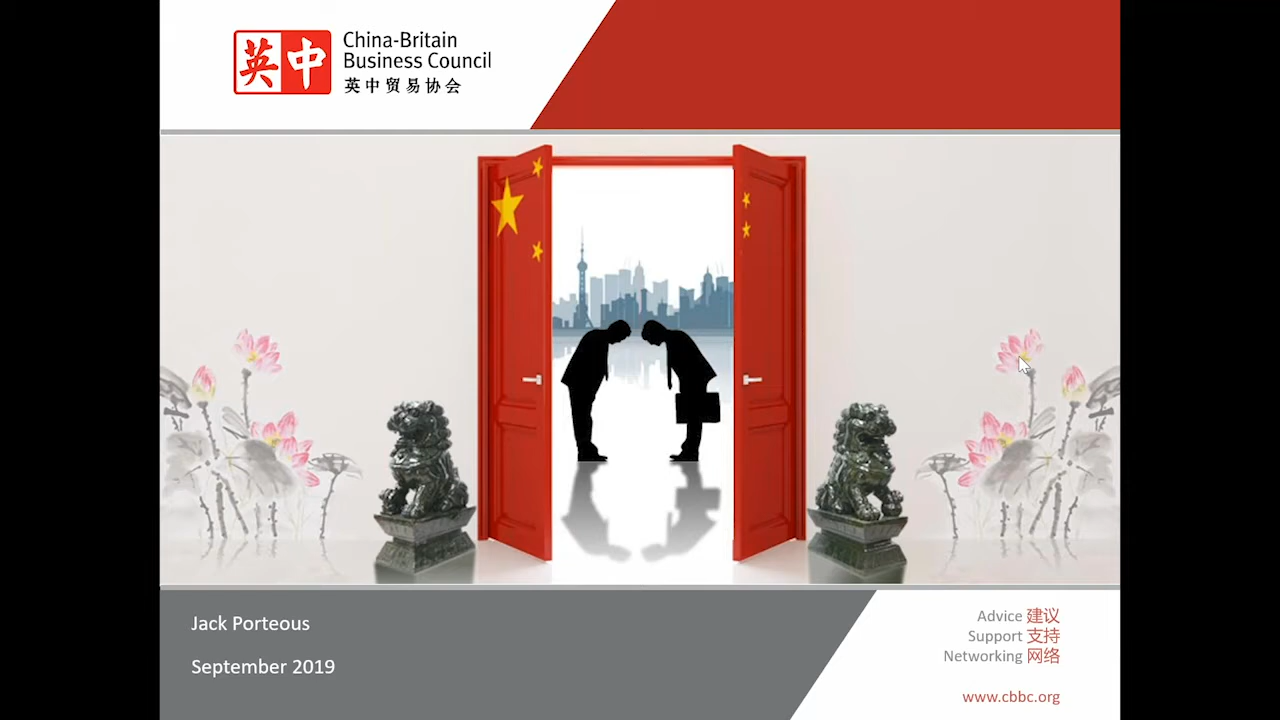 英中
China-Britain
Business Council
英中贸易协会
Jack Porteous
September 2019
Advice 建议
Support 支持
Networking 网络
www.cbbc.org